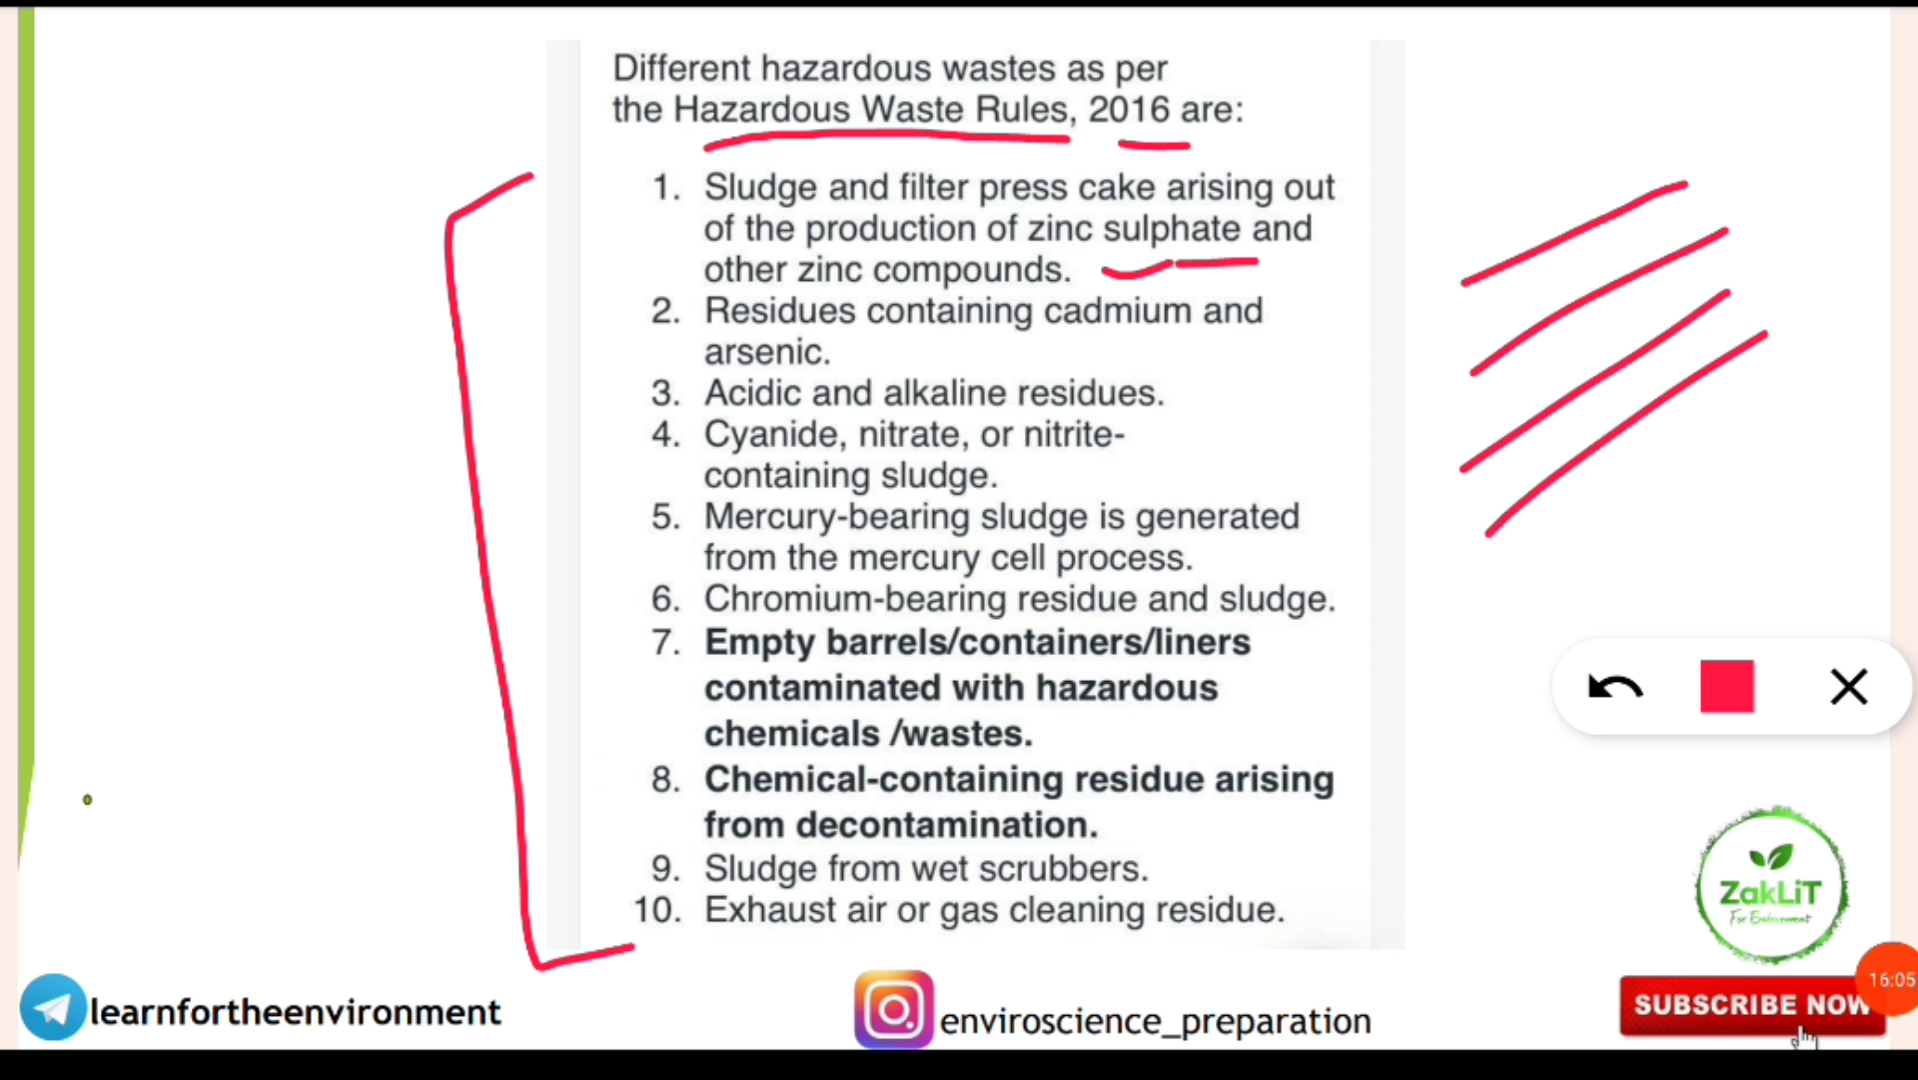 Different hazardous wastes as per
the Hazardous Waste Rules, 2016 are:
1. Sludge and filter press cake arising out
of the production of zinc sulphate and
other zinc compounds.
2. Residues containing cadmium and
arsenic.
3. Acidic and alkaline residues.
4. Cyanide, nitrate, or nitrite-
containing sludge.
5. Mercury-bearing sludge is generated
from the mercury cell process.
6. Chromium-bearing residue and sludge.
7. Empty barrels/containers/liners
contaminated with hazardous
chemicals /wastes.
8. Chemical-containing residue arising
from decontamination.
9. Sludge from wet scrubbers.
10. Exhaust air or gas cleaning residue.
ZakLiT
For Environment
16:05
learnfortheenvironment
enviroscience_preparation
SUBSCRIBE NOW